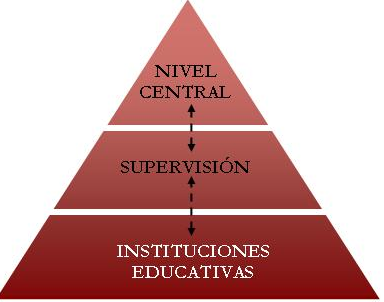 NIVEL
CENTRAL
SUPERVISIÓN
INSTITUCIONES
EDUCATIVAS